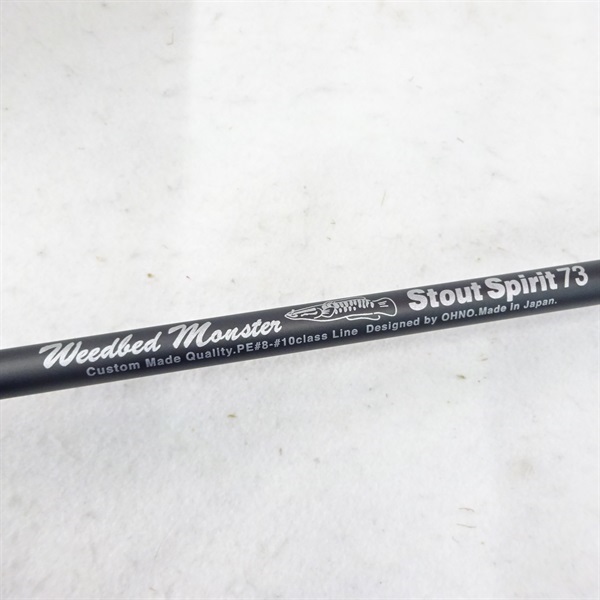 Weedbed Monster Stout Spirit 73
Custom Made Quality.PE#8-#10class Line Designed by OHNO.Made in Japan.